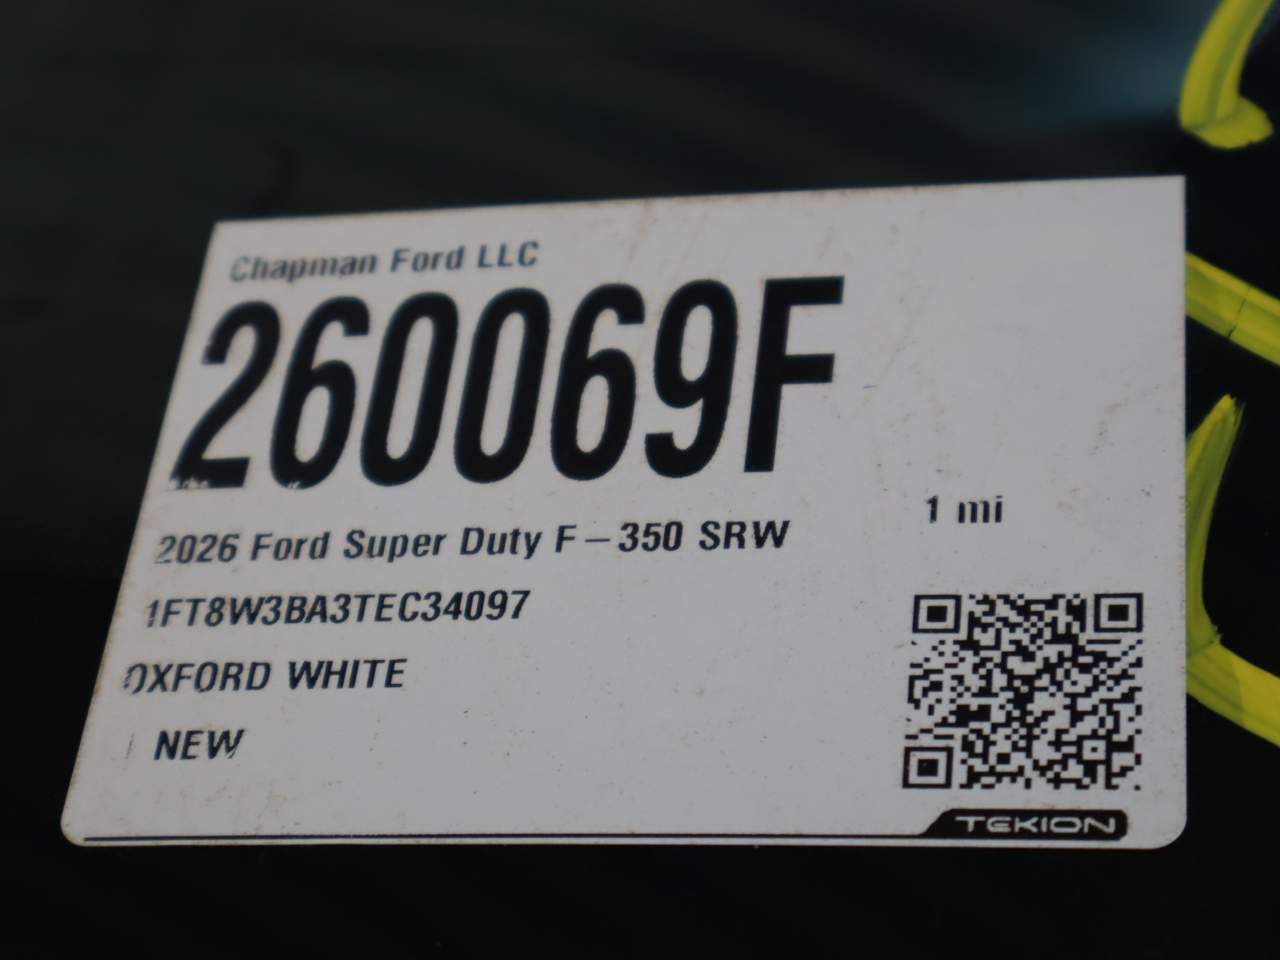 Chapman Ford LLC
260069F
2026 Ford Super Duty F-350 SRW
1 mi
1FT8W3BA3TEC34097
OXFORD WHITE
NEW
TEKION